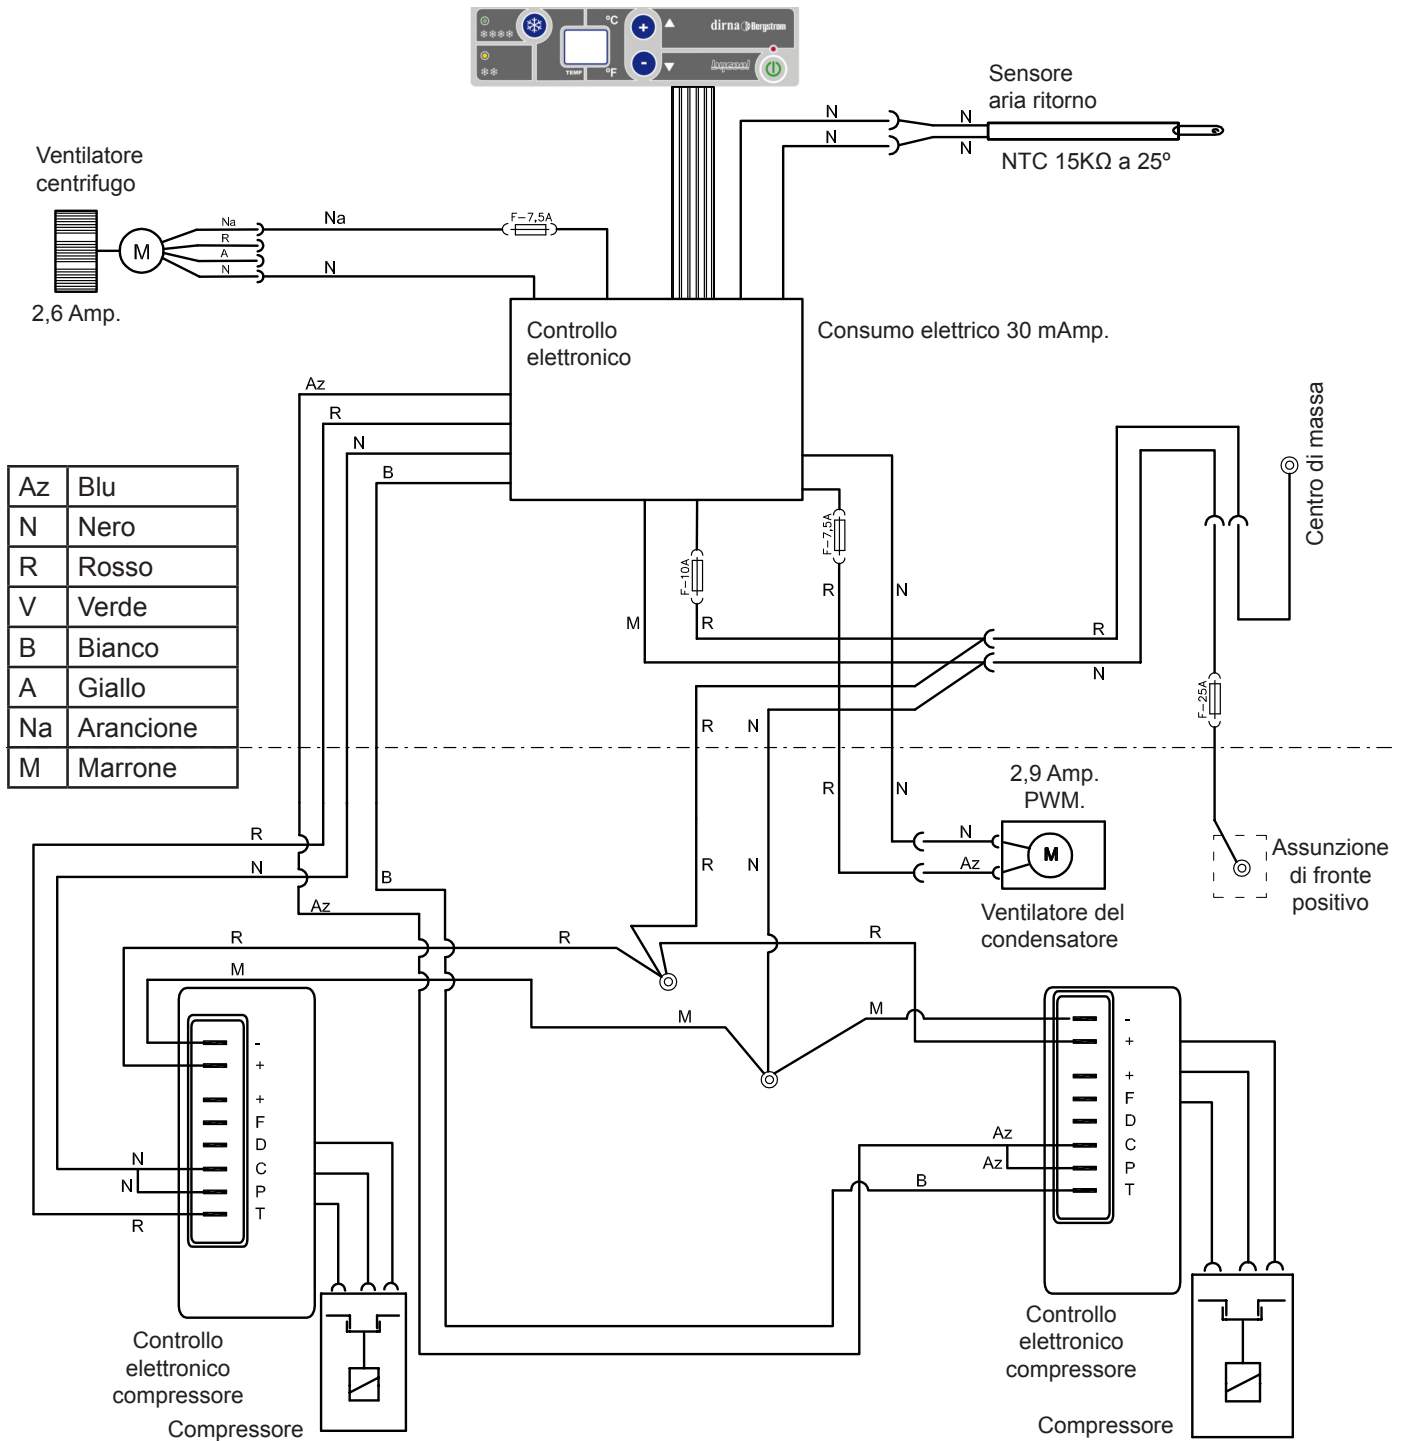 °C
dirna Bergstrom
bycool
TEMP
°F
Sensore
aria ritorno
N
N
N
N
NTC 15KΩ a 25º
Ventilatore
centrifugo
Na
R
A
N
Na
N
F-7,5A
M
2,6 Amp.
Controllo
elettronico
Consumo elettrico 30 mAmp.
Az
R
N
B
Centro di massa
Az Blu
N Nero
R Rosso
V Verde
B Bianco
A Giallo
Na Arancione
M Marrone
F-10A
F-7,5A
R
N
M
R
R
N
F-25A
R
N
R
N
2,9 Amp.
PWM.
N
Az
M
Ventilatore del
condensatore
Assunzione
di fronte
positivo
R
N
B
Az
R
N
R
R
R
M
M
M
-
+
+
F
D
C
P
T
N
N
R
-
+
+
F
D
C
P
T
Az
Az
B
Controllo
elettronico
compressore
Compressore
Controllo
elettronico
compressore
Compressore